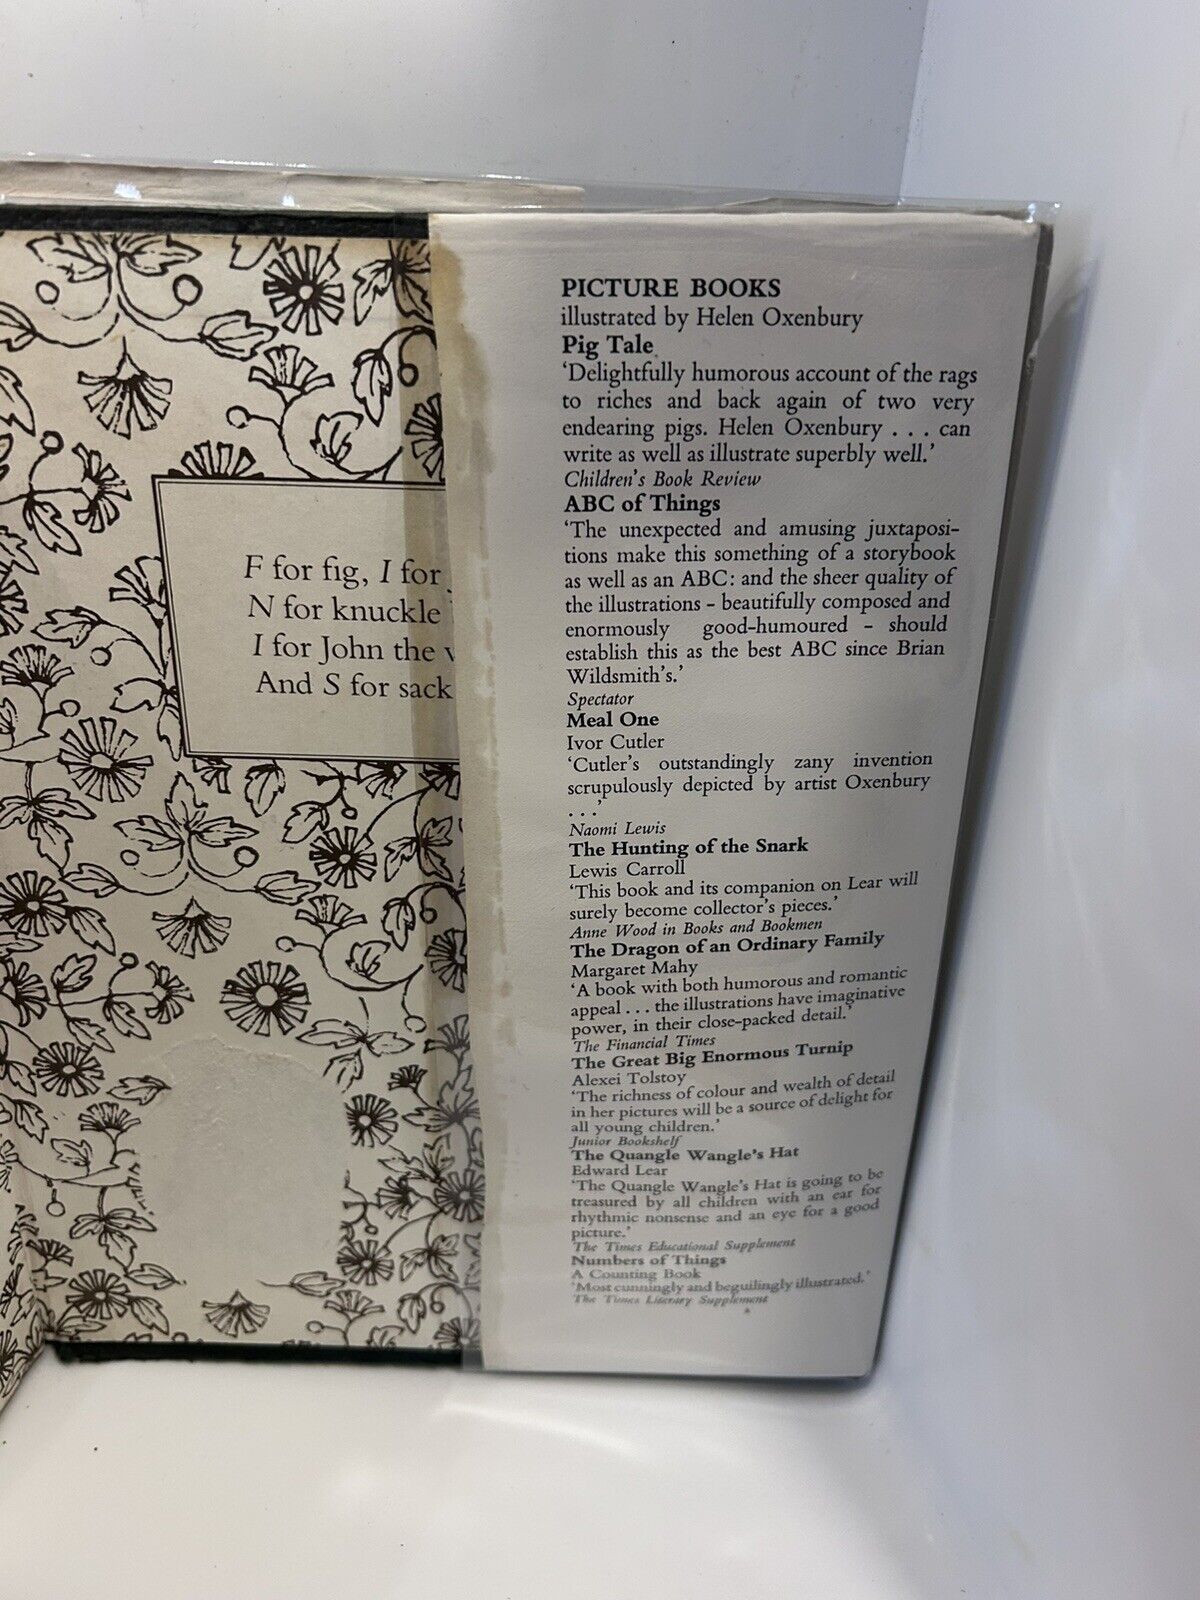 F for fig, I for
N for knuckle
I for John the
And S for sack
PICTURE BOOKS
illustrated by Helen Oxenbury
Pig Tale
‘Delightfully humorous account of the rags
to riches and back again of two very
endearing pigs. Helen Oxenbury . . . can
write as well as illustrate superbly well.’
Children's Book Review
ABC of Things
‘The unexpected and amusing juxtaposi-
tions make this something of a storybook
as well as an ABC: and the sheer quality of
the illustrations – beautifully composed and
enormously good-humoured – should
establish this as the best ABC since Brian
Wildsmith's.’
Spectator
Meal One
Ivor Cutler
‘Cutler's outstandingly zany invention
scrupulously depicted by artist Oxenbury
. . .’
Naomi Lewis
The Hunting of the Snark
Lewis Carroll
‘This book and its companion on Lear will
surely become collector's pieces.’
Anne Wood in Books and Bookmen
The Dragon of an Ordinary Family
Margaret Mahy
‘A book with both humorous and romantic
appeal . . . the illustrations have imaginative
power, in their close-packed detail.’
The Financial Times
The Great Big Enormous Turnip
Alexei Tolstoy
‘The richness of colour and wealth of detail
in her pictures will be a source of delight for
all young children.’
Junior Bookshelf
The Quangle Wangle's Hat
Edward Lear
‘The Quangle Wangle's Hat is going to be
treasured by all children with an ear for
rhythmic nonsense and an eye for a good
picture.’
The Times Educational Supplement
Numbers of Things
A Counting Book
‘Most cunningly and beguilingly illustrated.’
The Times Literary Supplement